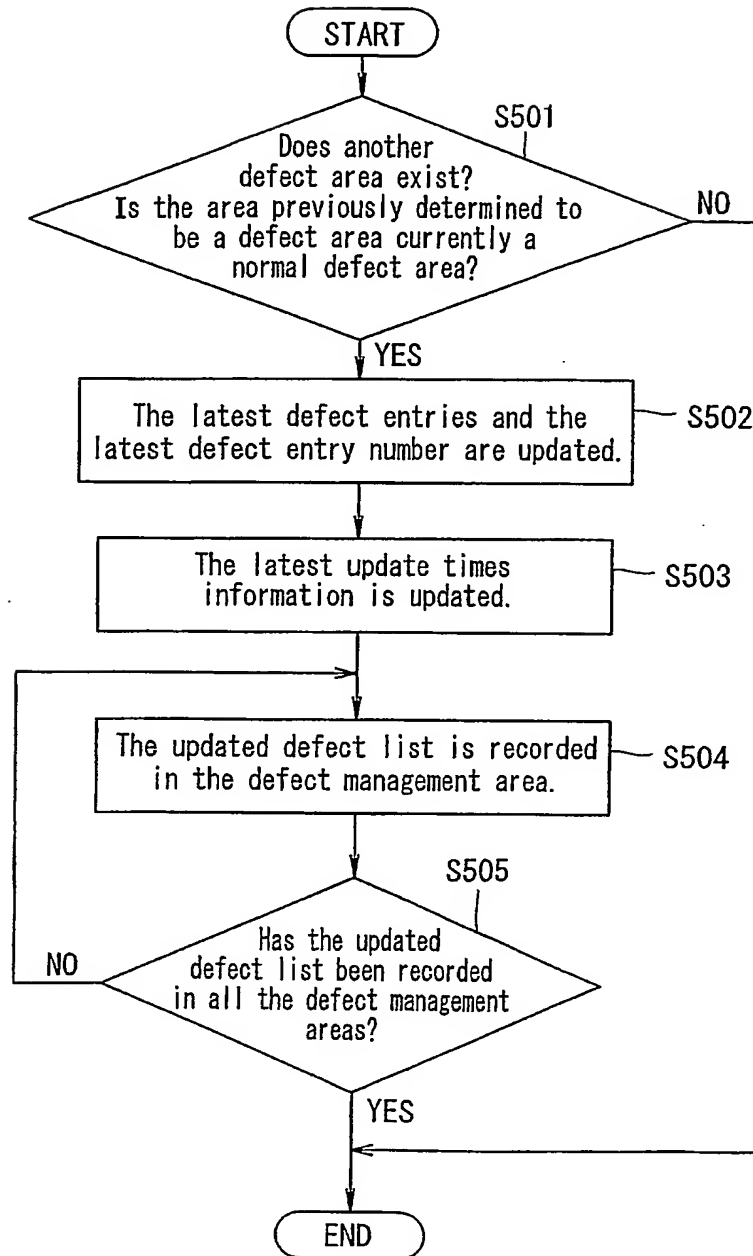 START
S501
Does another
defect area exist?
Is the area previously determined to
be a defect area currently a
normal defect area?
NO
YES
The latest defect entries and the
latest defect entry number are updated.
S502
The latest update times
information is updated.
S503
The updated defect list is recorded
in the defect management area.
S504
S505
Has the updated
defect list been recorded
in all the defect management
areas?
NO
YES
END